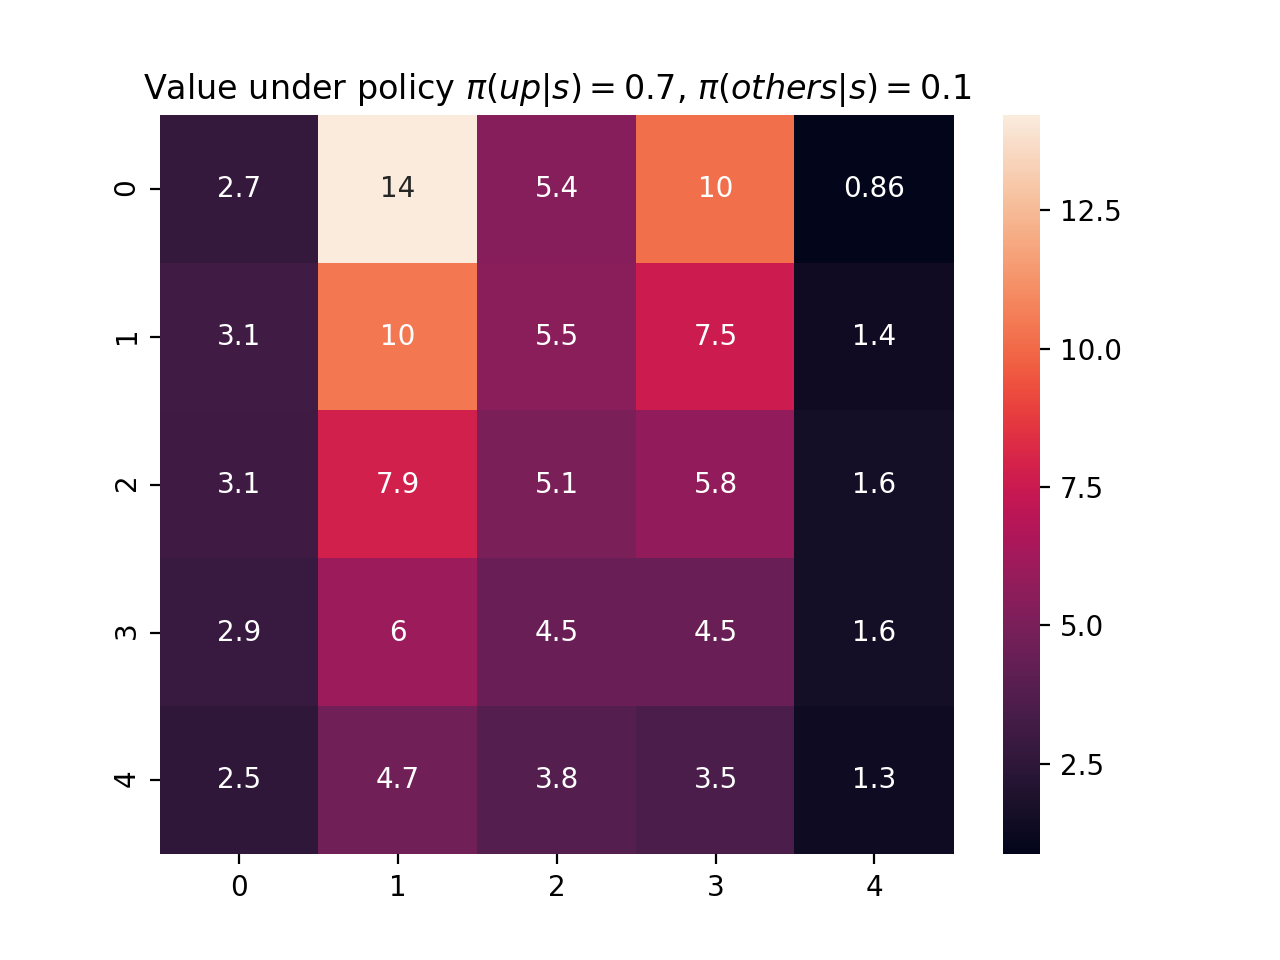 Value under policy π(up|s) = 0.7, π(others|s) = 0.1
0 2.7 14 5.4 10 0.86
1 3.1 10 5.5 7.5 1.4
2 3.1 7.9 5.1 5.8 1.6
3 2.9 6 4.5 4.5 1.6
4 2.5 4.7 3.8 3.5 1.3
0 1 2 3 4
12.5
10.0
7.5
5.0
2.5